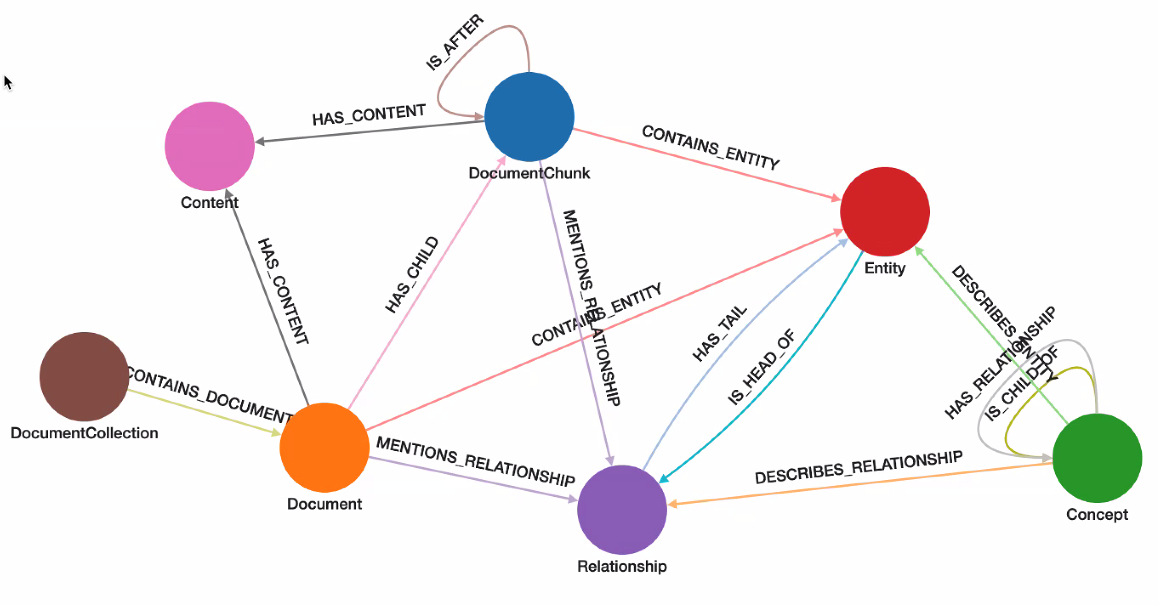 IS_AFTER
HAS_CONTENT
CONTAINS_ENTITY
DocumentChunk
Content
MENTIONS_RELATIONSHIP
HAS_CHILD
HAS_CONTENT
Entity
CONTAINS_ENTITY
HAS_TAIL
IS_HEAD_OF
DESCRIBES_ENTITY
HAS_RELATIONSHIP
IS_CHILD_OF
CONTAINS_DOCUMENT
DocumentCollection
MENTIONS_RELATIONSHIP
DESCRIBES_RELATIONSHIP
Document
Concept
Relationship